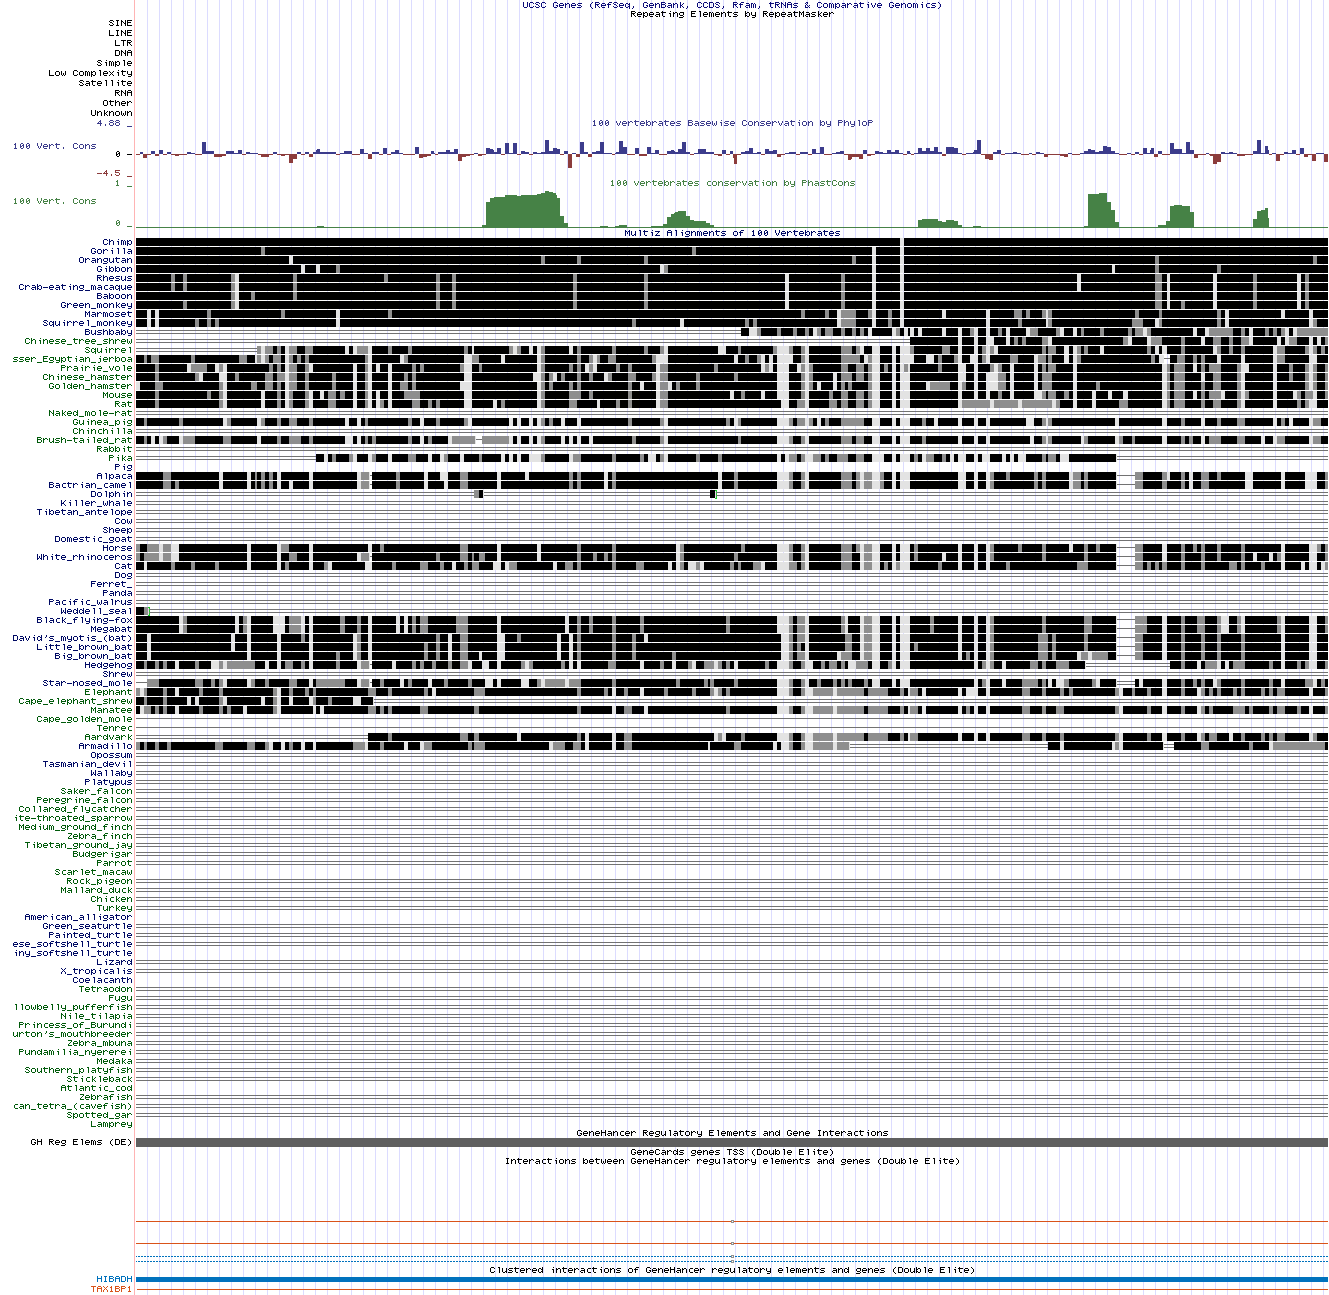 UCSC Genes (RefSeq, GenBank, CCDS, Rfam, tRNAs & Comparative Genomics)
Repeating Elements by RepeatMasker
SINE
LINE
LTR
DNA
Simple
Low Complexity
Satellite
RNA
Other
Unknown
4.88 _
100 vertebrates Basewise Conservation by PhyloP
100 Vert. Cons
0 -
-4.5 _
1 _
100 vertebrates conservation by PhastCons
100 Vert. Cons
0 _
Multiz Alignments of 100 Vertebrates
Chimp
Gorilla
Orangutan
Gibbon
Rhesus
Crab-eating_macaque
Baboon
Green_monkey
Marmoset
Squirrel_monkey
Bushbaby
Chinese_tree_shrew
Squirrel
sser_Egyptian_jerboa
Prairie_vole
Chinese_hamster
Golden_hamster
Mouse
Rat
Naked_mole-rat
Guinea_pig
Chinchilla
Brush-tailed_rat
Rabbit
Pika
Pig
Alpaca
Bactrian_camel
Dolphin
Killer_whale
Tibetan_antelope
Cow
Sheep
Domestic_goat
Horse
White_rhinoceros
Cat
Dog
Ferret_
Panda
Pacific_walrus
Weddell_seal
Black_flying-fox
Megabat
David's_myotis_(bat)
Little_brown_bat
Big_brown_bat
Hedgehog
Shrew
Star-nosed_mole
Elephant
Cape_elephant_shrew
Manatee
Cape_golden_mole
Tenrec
Aardvark
Armadillo
Opossum
Tasmanian_devil
Wallaby
Platypus
Saker_falcon
Peregrine_falcon
Collared_flycatcher
ite-throated_sparrow
Medium_ground_finch
Zebra_finch
Tibetan_ground_jay
Budgerigar
Parrot
Scarlet_macaw
Rock_pigeon
Mallard_duck
Chicken
Turkey
American_alligator
Green_seaturtle
Painted_turtle
ese_softshell_turtle
iny_softshell_turtle
Lizard
X_tropicalis
Coelacanth
Tetraodon
Fugu
llowbelly_pufferfish
Nile_tilapia
Princess_of_Burundi
urton's_mouthbreeder
Zebra_mbuna
Pundamilia_nyererei
Medaka
Southern_platyfish
Stickleback
Atlantic_cod
Zebrafish
can_tetra_(cavefish)
Spotted_gar
Lamprey
GeneHancer Regulatory Elements and Gene Interactions
GH Reg Elems (DE)
GeneCards genes TSS (Double Elite)
Interactions between GeneHancer regulatory elements and genes (Double Elite)
Clustered interactions of GeneHancer regulatory elements and genes (Double Elite)
HIBADH
TAX1BP1